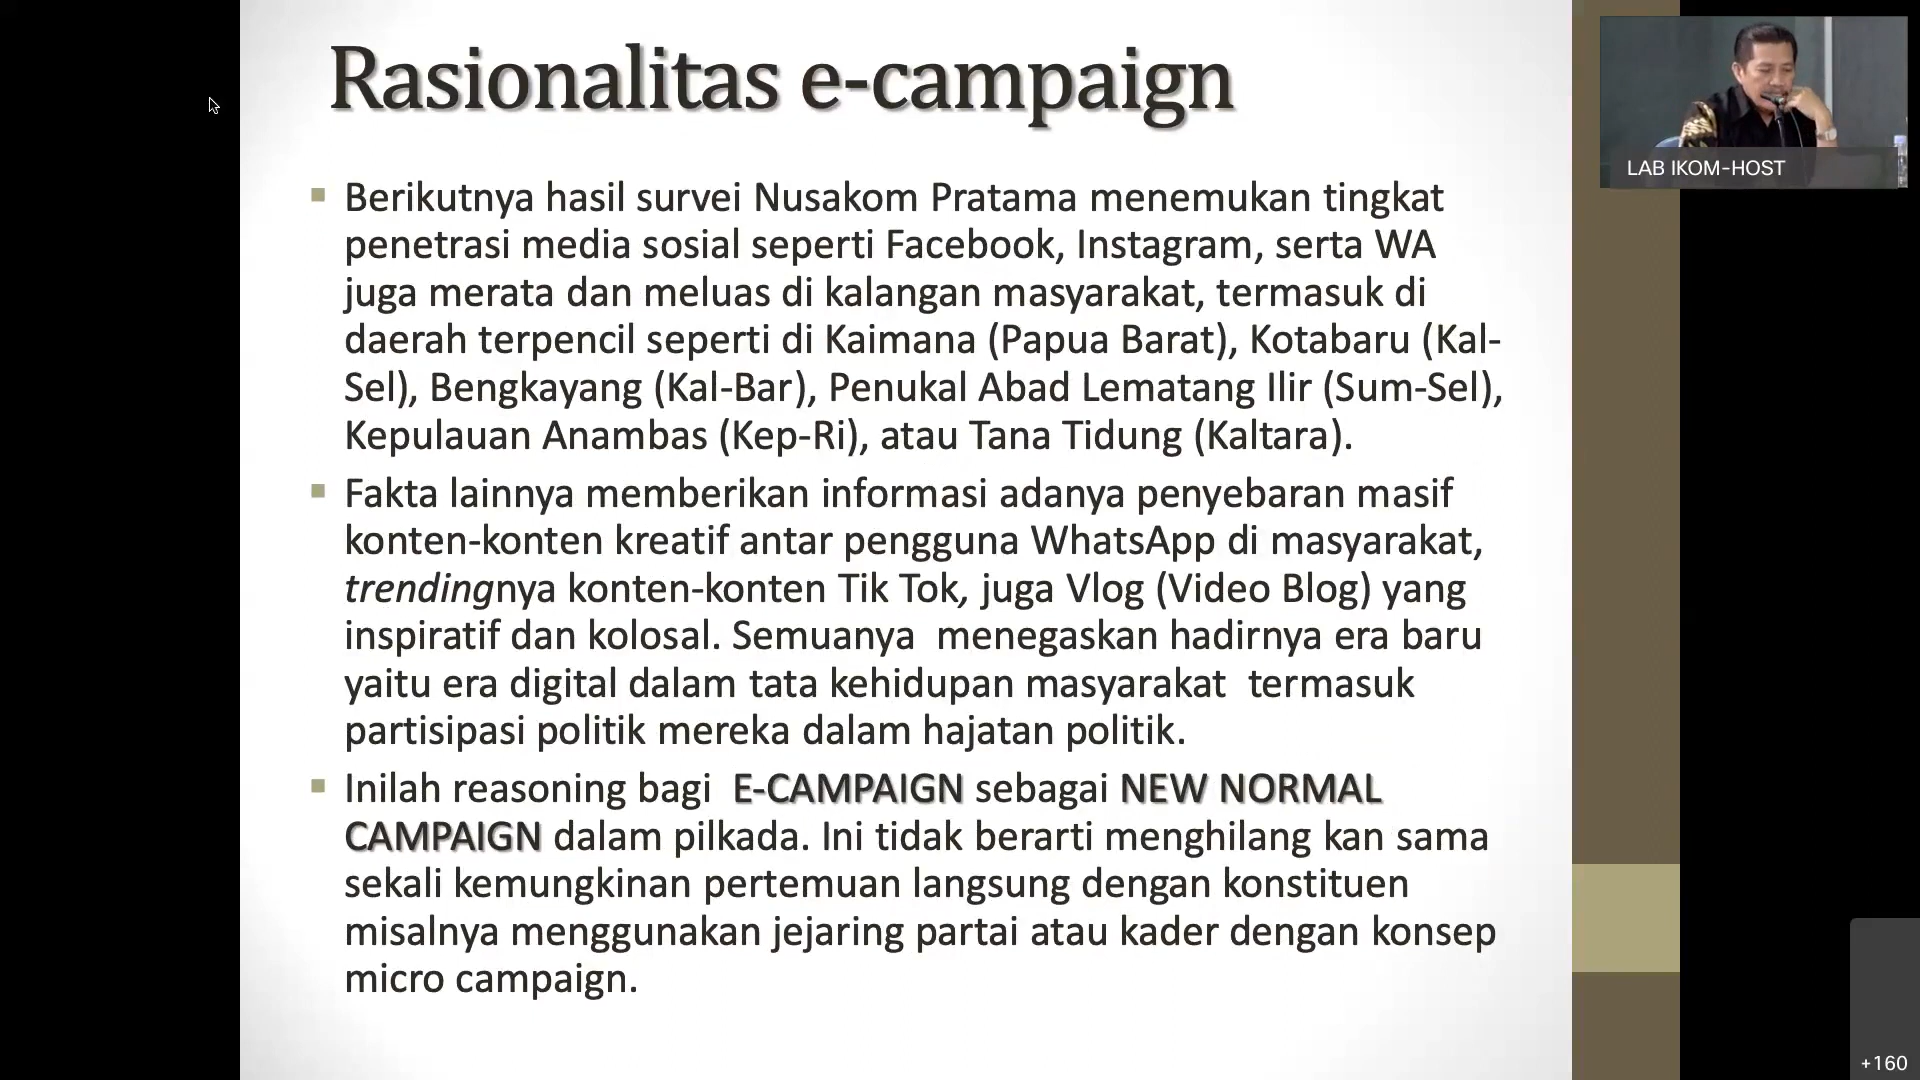 Rasionalitas e-campaign
Berikutnya hasil survei Nusakom Pratama menemukan tingkat
penetrasi media sosial seperti Facebook, Instagram, serta WA
juga merata dan meluas di kalangan masyarakat, termasuk di
daerah terpencil seperti di Kaimana (Papua Barat), Kotabaru (Kal-
Sel), Bengkayang (Kal-Bar), Penukal Abad Lematang Ilir (Sum-Sel),
Kepulauan Anambas (Kep-Ri), atau Tana Tidung (Kaltara).
Fakta lainnya memberikan informasi adanya penyebaran masif
konten-konten kreatif antar pengguna WhatsApp di masyarakat,
trendingnya konten-konten Tik Tok, juga Vlog (Video Blog) yang
inspiratif dan kolosal. Semuanya  menegaskan hadirnya era baru
yaitu era digital dalam tata kehidupan masyarakat  termasuk
partisipasi politik mereka dalam hajatan politik.
Inilah reasoning bagi  E-CAMPAIGN sebagai NEW NORMAL
CAMPAIGN dalam pilkada. Ini tidak berarti menghilang kan sama
sekali kemungkinan pertemuan langsung dengan konstituen
misalnya menggunakan jejaring partai atau kader dengan konsep
micro campaign.
LAB IKOM-HOST
+160